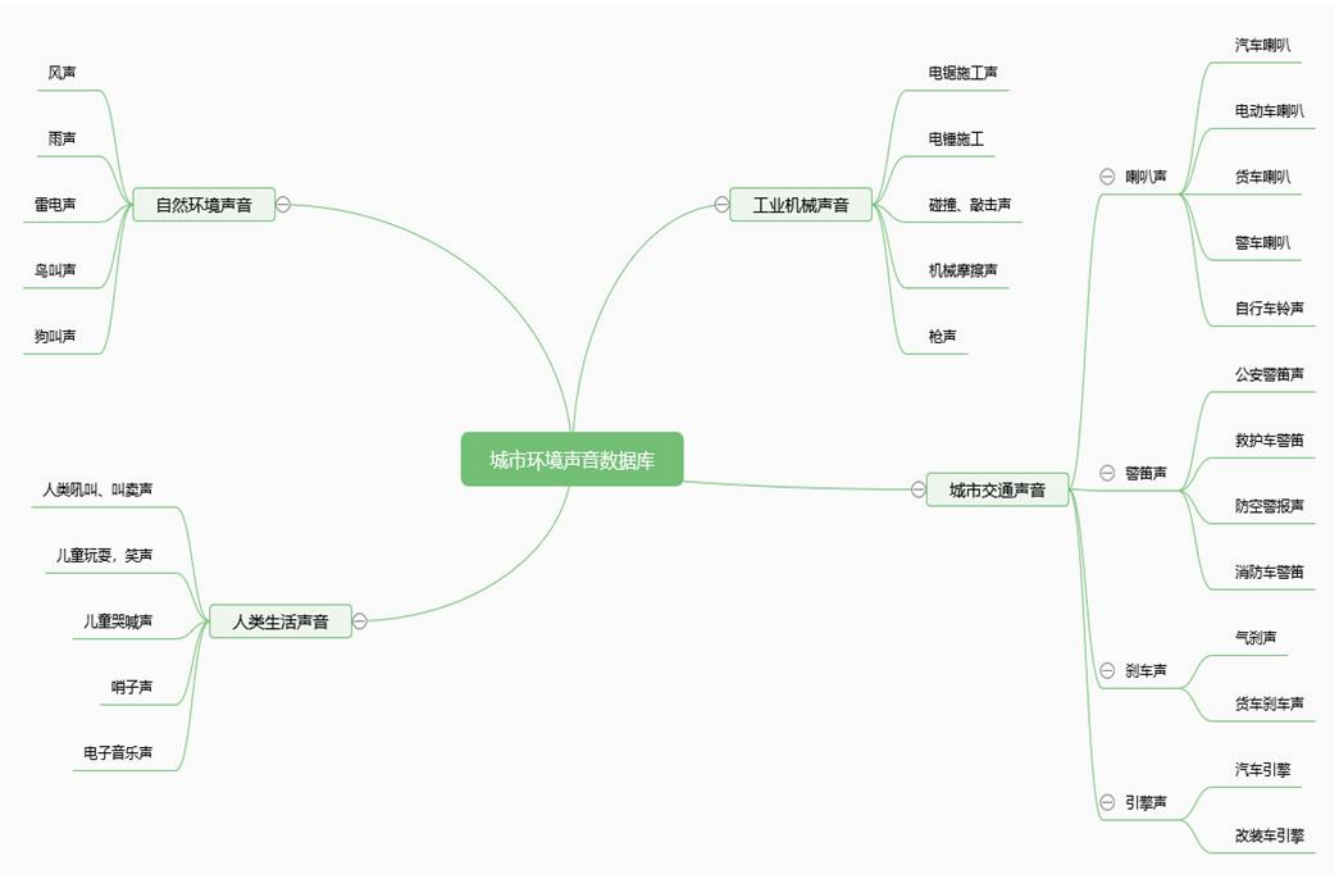 城市环境声音数据库
自然环境声音
风声
雨声
雷电声
鸟叫声
狗叫声
人类生活声音
人类吼叫、叫卖声
儿童玩耍，笑声
儿童哭喊声
哨子声
电子音乐声
工业机械声音
电锯施工声
电锤施工
碰撞、敲击声
机械摩擦声
枪声
城市交通声音
喇叭声
汽车喇叭
电动车喇叭
货车喇叭
警车喇叭
自行车铃声
警笛声
公安警笛声
救护车警笛
防空警报声
消防车警笛
刹车声
气刹声
货车刹车声
引擎声
汽车引擎
改装车引擎